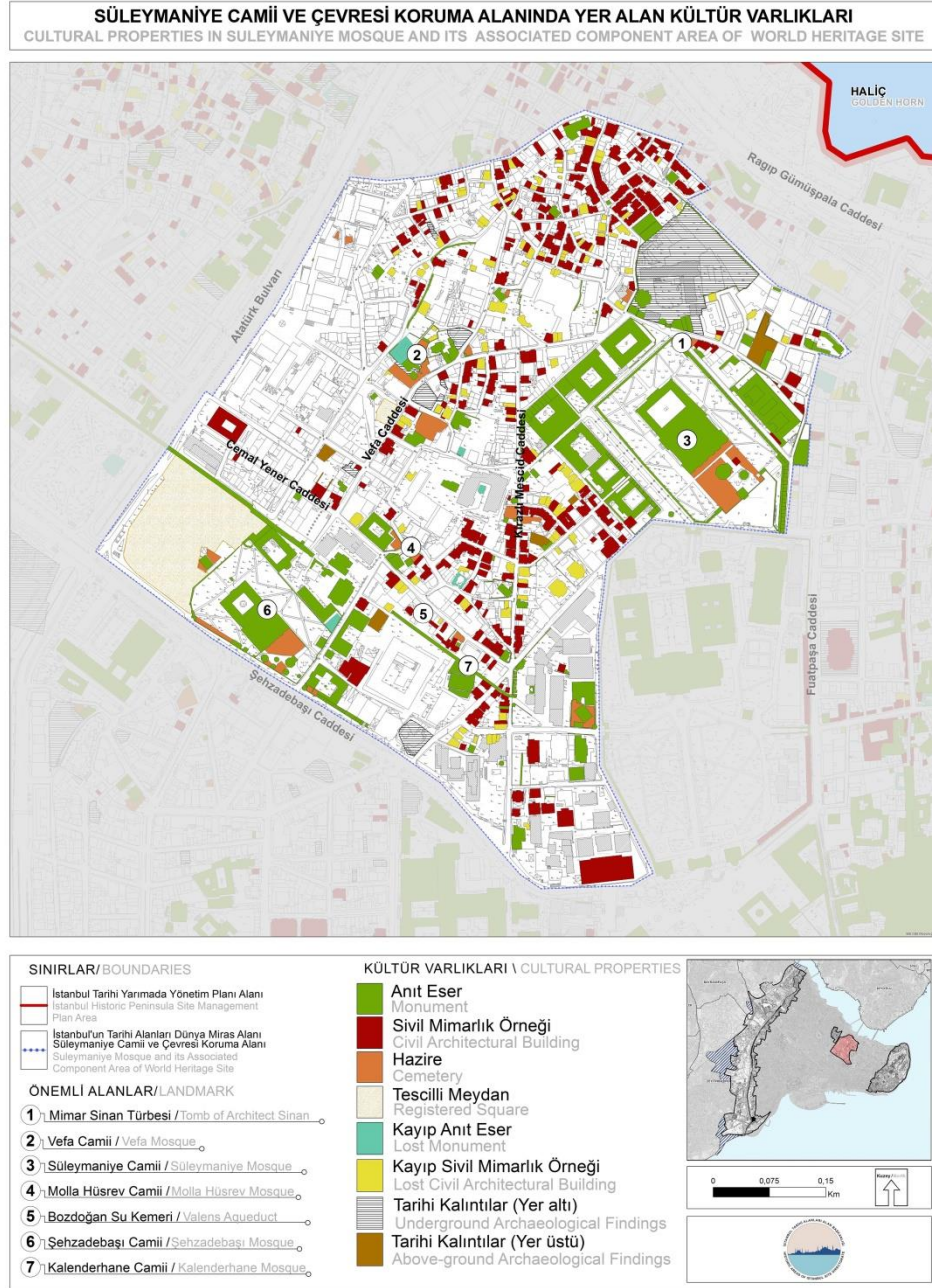 SÜLEYMANİYE CAMİİ VE ÇEVRESİ KORUMA ALANINDA YER ALAN KÜLTÜR VARLIKLARI
CULTURAL PROPERTIES IN SULEYMANIYE MOSQUE AND ITS ASSOCIATED COMPONENT AREA OF WORLD HERITAGE SITE
HALİÇ
GOLDEN HORN
Ragıp Gümüşpala Caddesi
Atatürk Bulvarı
1
2
3
Vefa Caddesi
Kirazlı Mescid Caddesi
Cemal Yener Caddesi
4
5
6
7
Şehzadebaşı Caddesi
Fuatpaşa Caddesi
SINIRLAR/ BOUNDARIES
İstanbul Tarihi Yarımada Yönetim Planı Alanı
Istanbul Historic Peninsula Site Management
Plan Area
İstanbul'un Tarihi Alanları Dünya Miras Alanı
Süleymaniye Camii ve Çevresi Koruma Alanı
Suleymaniye Mosque and its Associated
Component Area of World Heritage Site
ÖNEMLİ ALANLAR/ LANDMARK
1 Mimar Sinan Türbesi / Tomb of Architect Sinan
2 Vefa Camii / Vefa Mosque
3 Süleymaniye Camii / Süleymaniye Mosque
4 Molla Hüsrev Camii / Molla Hüsrev Mosque
5 Bozdoğan Su Kemeri / Valens Aqueduct
6 Şehzadebaşı Camii / Şehzadebaşı Mosque
7 Kalenderhane Camii / Kalenderhane Mosque
KÜLTÜR VARLIKLARI \ CULTURAL PROPERTIES
Anıt Eser
Monument
Sivil Mimarlık Örneği
Civil Architectural Building
Hazire
Cemetery
Tescilli Meydan
Registered Square
Kayıp Anıt Eser
Lost Monument
Kayıp Sivil Mimarlık Örneği
Lost Civil Architectural Building
Tarihi Kalıntılar (Yer altı)
Underground Archaeological Findings
Tarihi Kalıntılar (Yer üstü)
Above-ground Archaeological Findings
0 0,075 0,15
Km
Kuzey/North